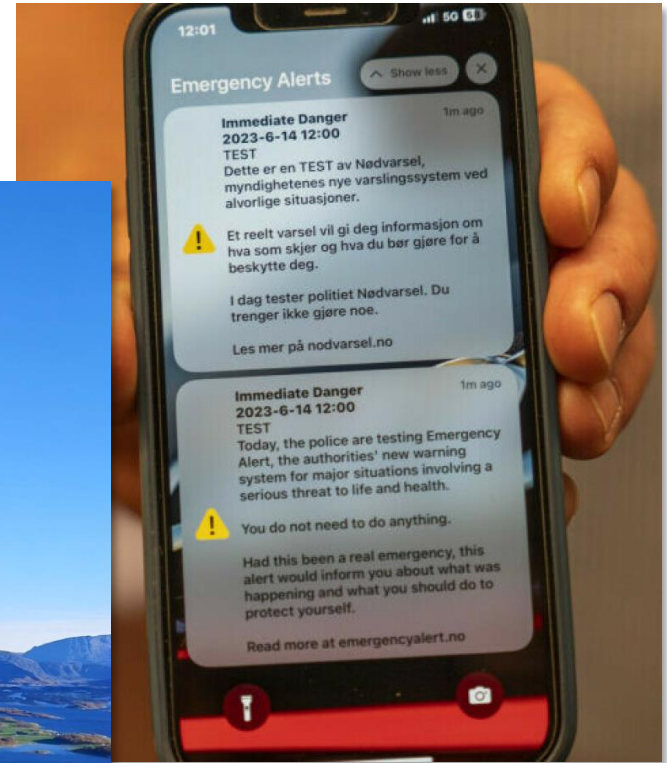 12:01
5G 68
Emergency Alerts
Show less
Immediate Danger
1m ago
2023-6-14 12:00
TEST
Dette er en TEST av Nødvarsel,
myndighetenes nye varslingssystem ved
alvorlige situasjoner.
Et reelt varsel vil gi deg informasjon om
hva som skjer og hva du bør gjøre for å
beskytte deg.
I dag tester politiet Nødvarsel. Du
trenger ikke gjøre noe.
Les mer på nodvarsel.no
Immediate Danger
1m ago
2023-6-14 12:00
TEST
Today, the police are testing Emergency
Alert, the authorities' new warning
system for major situations involving a
serious threat to life and health.
You do not need to do anything.
Had this been a real emergency, this
alert would inform you about what was
happening and what you should do to
protect yourself.
Read more at emergencyalert.no